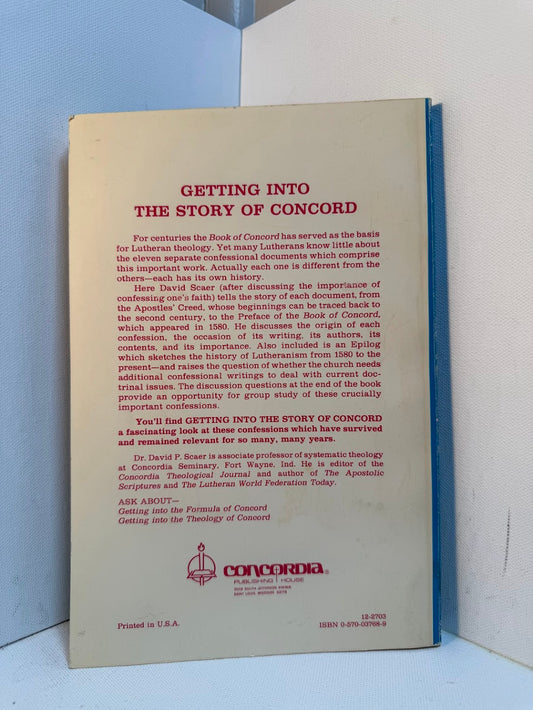 GETTING INTO
THE STORY OF CONCORD
For centuries the Book of Concord has served as the basis
for Lutheran theology. Yet many Lutherans know little about
the eleven separate confessional documents which comprise
this important work. Actually each one is different from the
others—each has its own history.
Here David Scaer (after discussing the importance of
confessing one's faith) tells the story of each document, from
the Apostles' Creed, whose beginnings can be traced back to
the second century, to the Preface of the Book of Concord,
which appeared in 1580. He discusses the origin of each
confession, the occasion of its writing, its authors, its
contents, and its importance. Also included is an Epilog
which sketches the history of Lutheranism from 1580 to the
present—and raises the question of whether the church needs
additional confessional writings to deal with current doc-
trinal issues. The discussion questions at the end of the book
provide an opportunity for group study of these crucially
important confessions.
You'll find GETTING INTO THE STORY OF CONCORD
a fascinating look at these confessions which have survived
and remained relevant for so many, many years.
Dr. David P. Scaer is associate professor of systematic theology
at Concordia Seminary, Fort Wayne, Ind. He is editor of the
Concordia Theological Journal and author of The Apostolic
Scriptures and The Lutheran World Federation Today.
ASK ABOUT—
Getting into the Formula of Concord
Getting into the Theology of Concord
CONCORDIA®
PUBLISHING HOUSE
3558 SOUTH JEFFERSON AVENUE
SAINT LOUIS, MISSOURI 63118
12-2703
Printed in U.S.A. ISBN 0-570-03768-9